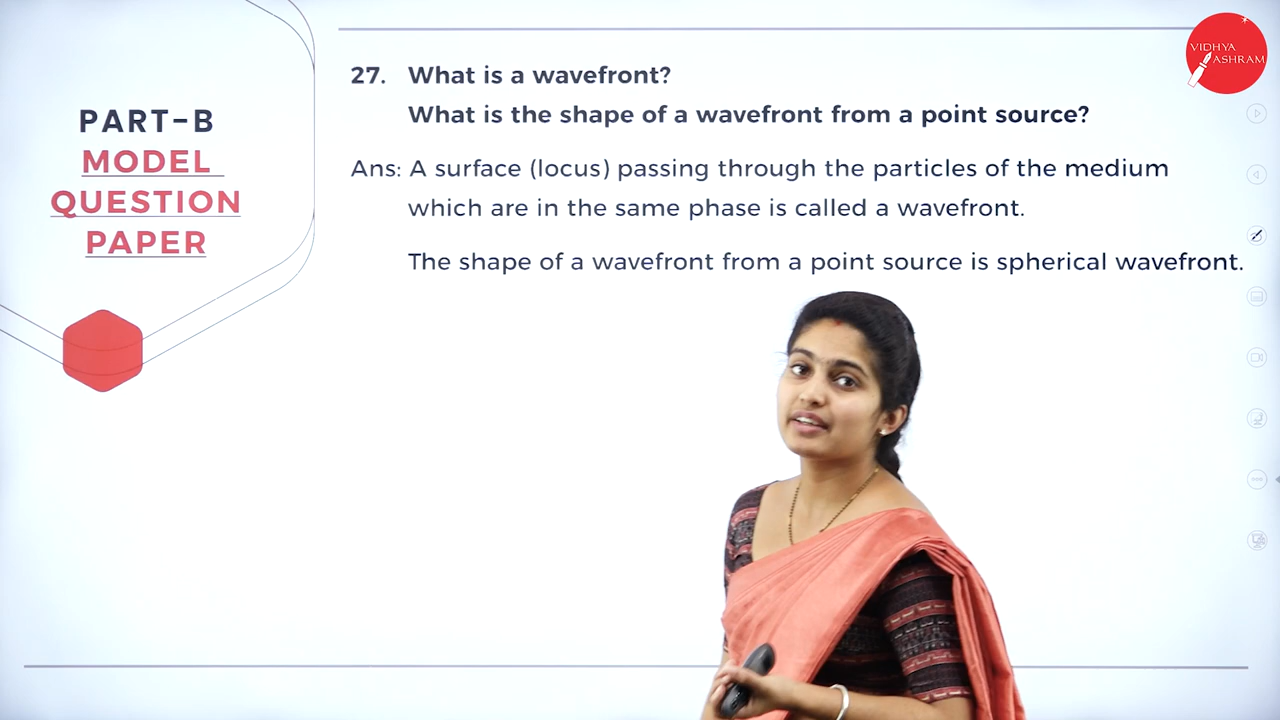 PART-B
MODEL
QUESTION
PAPER
27. What is a wavefront?
What is the shape of a wavefront from a point source?
Ans: A surface (locus) passing through the particles of the medium
which are in the same phase is called a wavefront.
The shape of a wavefront from a point source is spherical wavefront.
VIDHYA
ASHRAM